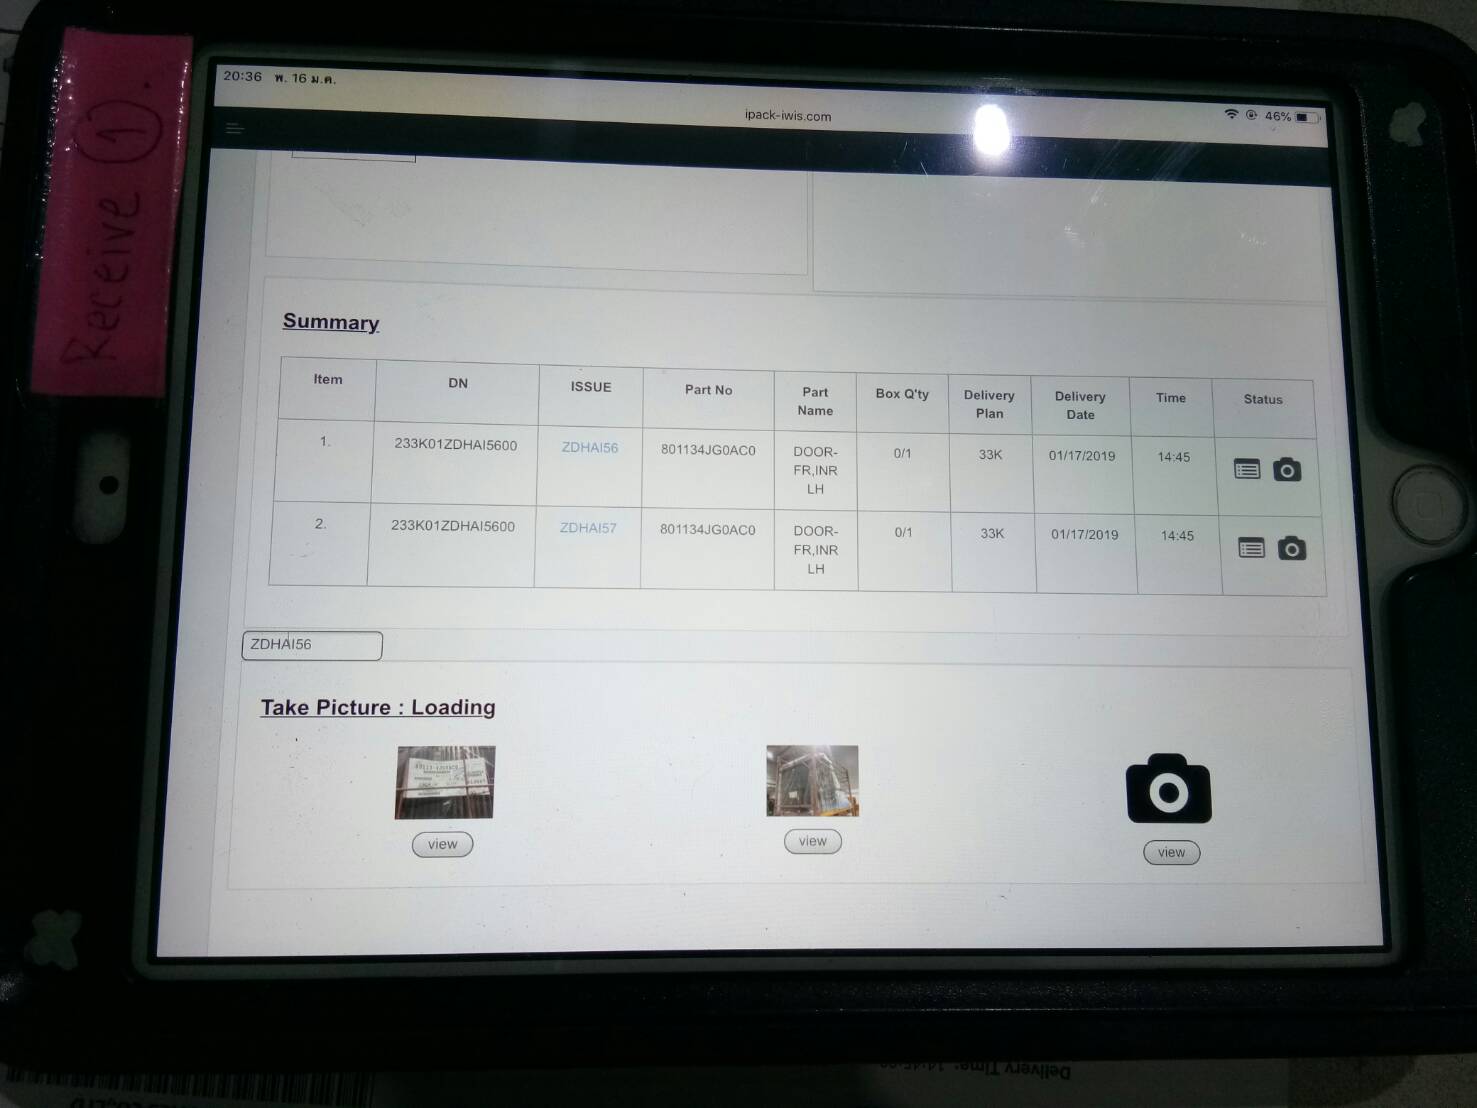 Receive 1.
20:36 พ. 16 ม.ค.
ipack-iwis.com
46%
Summary
Item DN ISSUE Part No Part Name Box Q'ty Delivery Plan Delivery Date Time Status
1. 233K01ZDHAI5600 ZDHAI56 801134JG0AC0 DOOR-FR,INR LH 0/1 33K 01/17/2019 14:45
2. 233K01ZDHAI5600 ZDHAI57 801134JG0AC0 DOOR-FR,INR LH 0/1 33K 01/17/2019 14:45
ZDHAI56
Take Picture : Loading
view view view
Delivery Time: